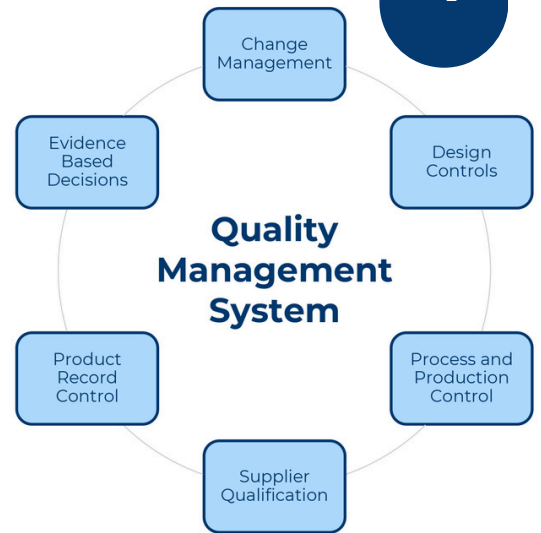 Change
Management
Evidence
Based
Decisions
Design
Controls
Quality
Management
System
Product
Record
Control
Process and
Production
Control
Supplier
Qualification